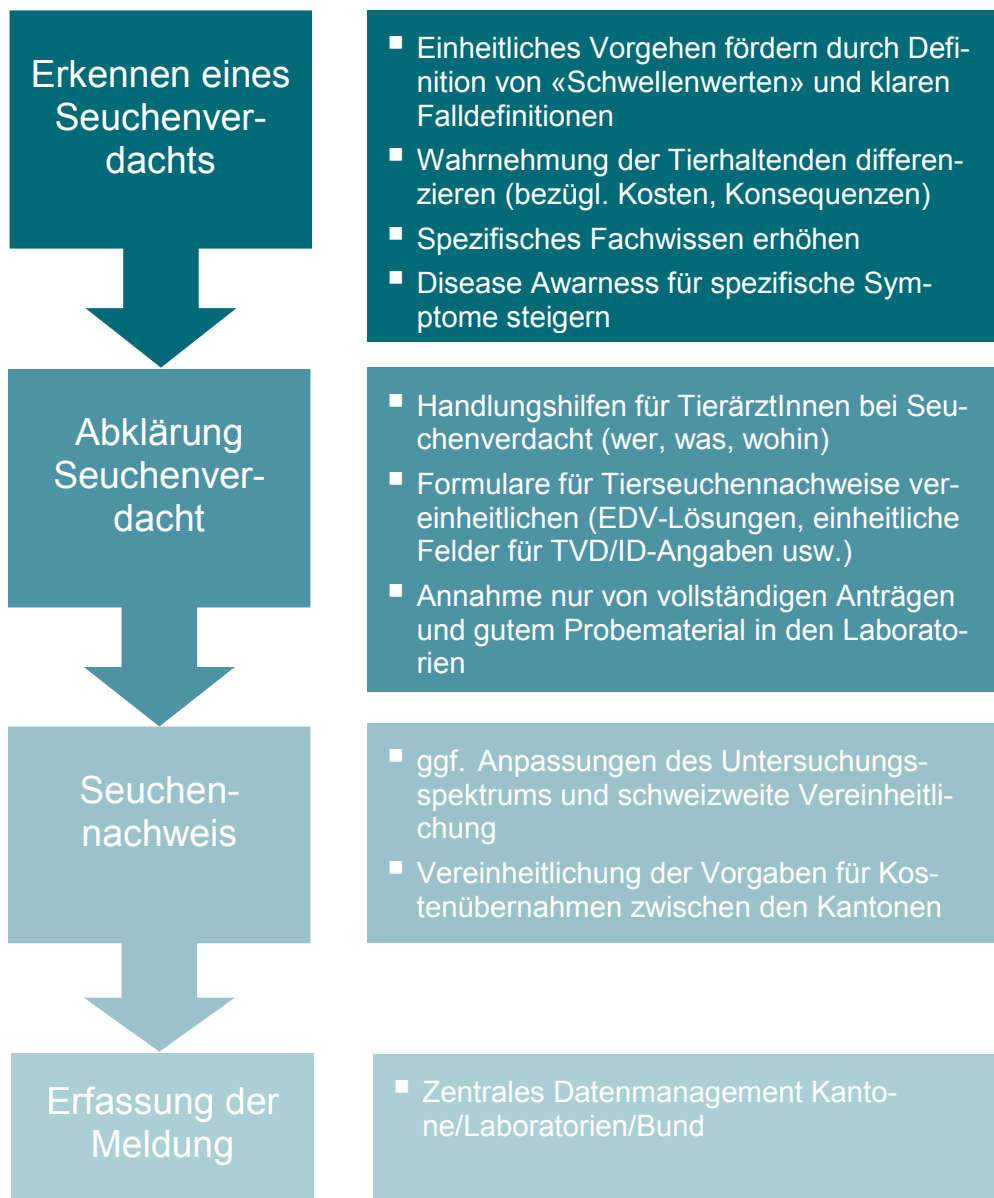 Erkennen eines
Seuchenver-
dachts
▪ Einheitliches Vorgehen fördern durch Defi-
nition von «Schwellenwerten» und klaren
Falldefinitionen
▪ Wahrnehmung der Tierhaltenden differen-
zieren (bezügl. Kosten, Konsequenzen)
▪ Spezifisches Fachwissen erhöhen
▪ Disease Awarness für spezifische Sym-
ptome steigern
Abklärung
Seuchenver-
dacht
▪ Handlungshilfen für TierärztInnen bei Seu-
chenverdacht (wer, was, wohin)
▪ Formulare für Tierseuchennachweise ver-
einheitlichen (EDV-Lösungen, einheitliche
Felder für TVD/ID-Angaben usw.)
▪ Annahme nur von vollständigen Anträgen
und gutem Probematerial in den Laborato-
rien
Seuchen-
nachweis
▪ ggf. Anpassungen des Untersuchungs-
spektrums und schweizweite Vereinheitli-
chung
▪ Vereinheitlichung der Vorgaben für Kos-
tenübernahmen zwischen den Kantonen
Erfassung der
Meldung
▪ Zentrales Datenmanagement Kanto-
ne/Laboratorien/Bund